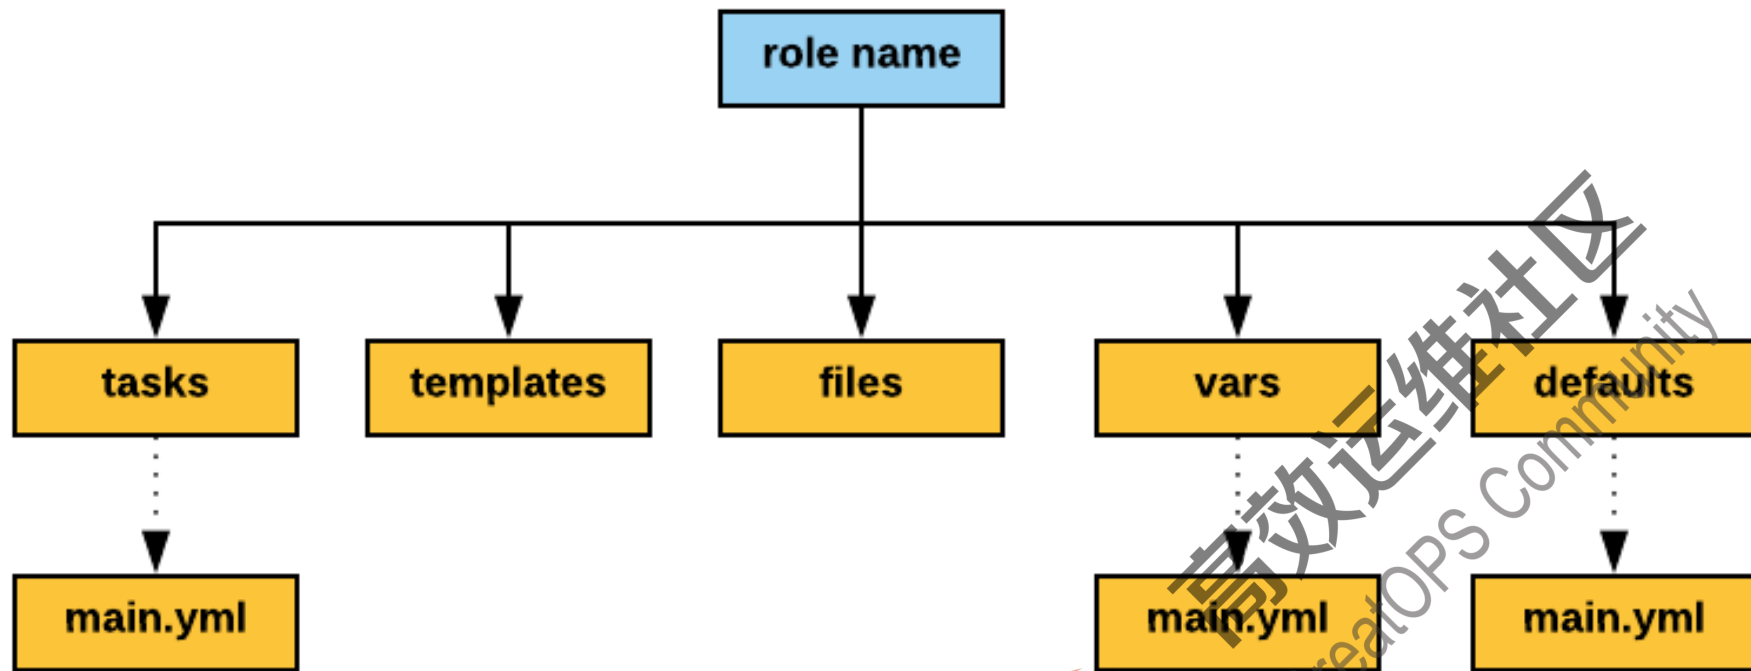 role name
tasks
templates
files
vars
defaults
main.yml
main.yml
main.yml
高效运维社区
reatOPS Community